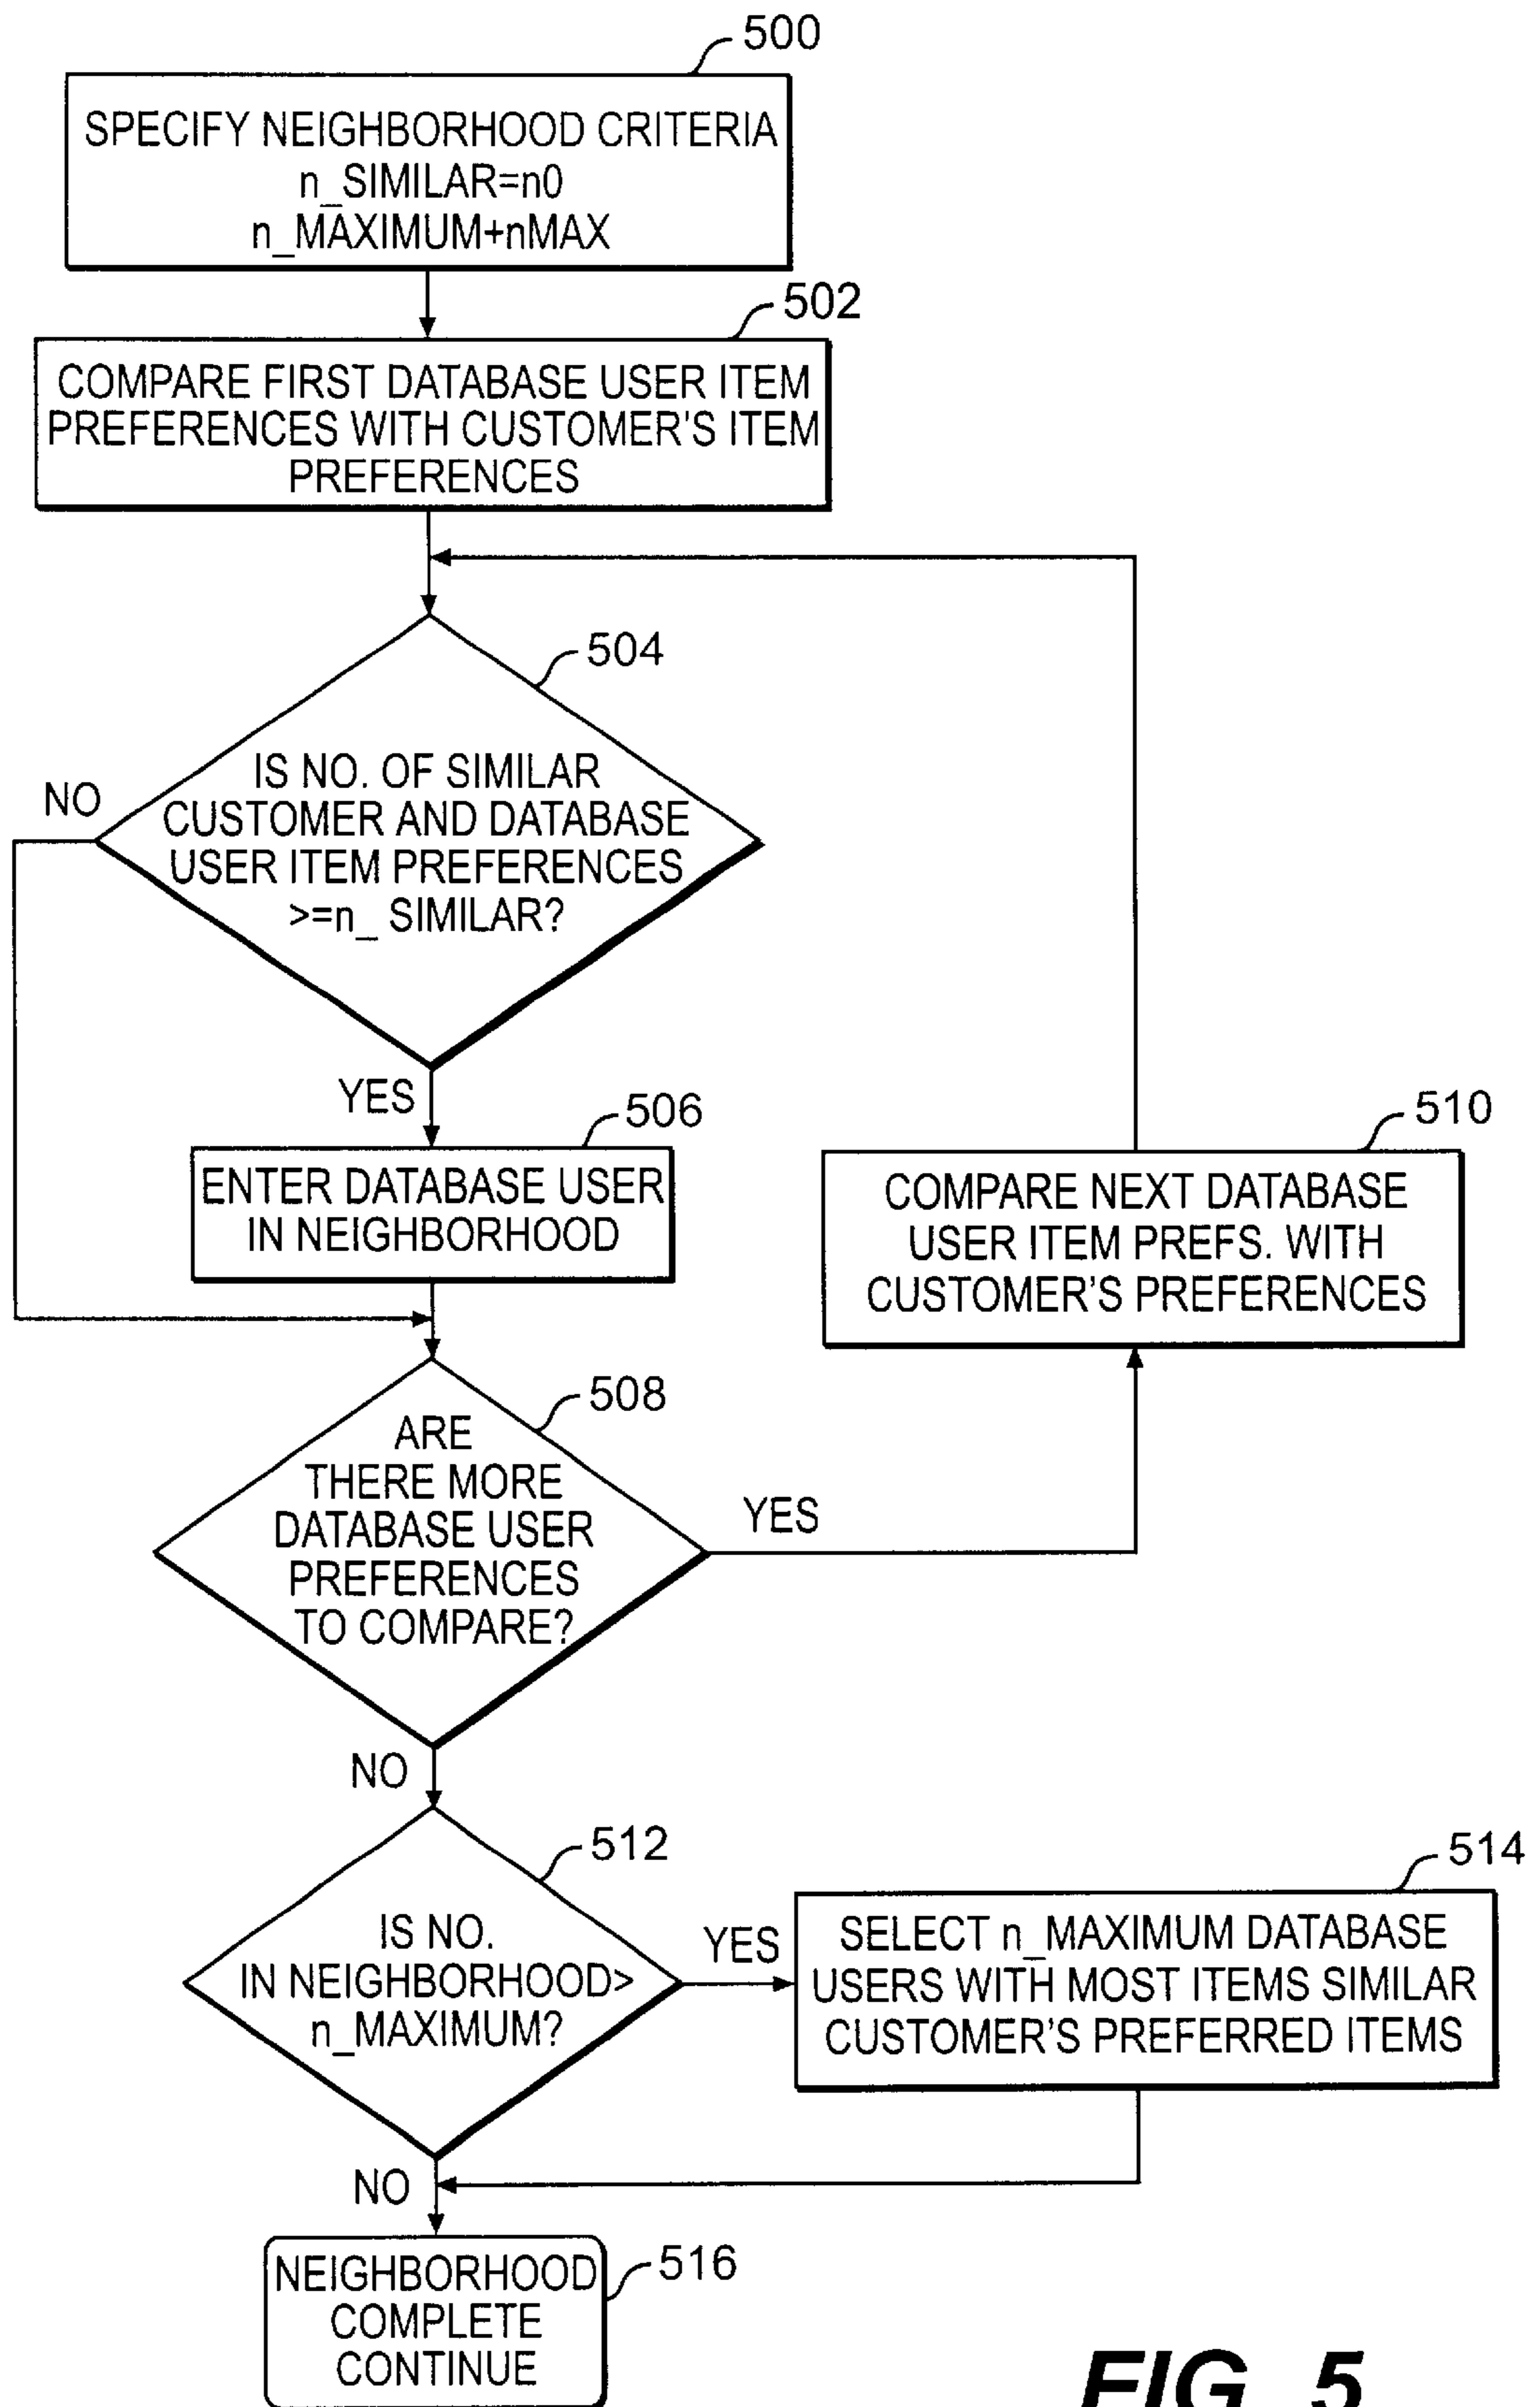 500
SPECIFY NEIGHBORHOOD CRITERIA
n_SIMILAR=n0
n_MAXIMUM+nMAX
502
COMPARE FIRST DATABASE USER ITEM
PREFERENCES WITH CUSTOMER'S ITEM
PREFERENCES
504
IS NO. OF SIMILAR
CUSTOMER AND DATABASE
USER ITEM PREFERENCES
>=n_ SIMILAR?
NO
YES
506
ENTER DATABASE USER
IN NEIGHBORHOOD
510
COMPARE NEXT DATABASE
USER ITEM PREFS. WITH
CUSTOMER'S PREFERENCES
508
ARE
THERE MORE
DATABASE USER
PREFERENCES
TO COMPARE?
YES
NO
512
IS NO.
IN NEIGHBORHOOD>
n_MAXIMUM?
YES
514
SELECT n_MAXIMUM DATABASE
USERS WITH MOST ITEMS SIMILAR
CUSTOMER'S PREFERRED ITEMS
NO
516
NEIGHBORHOOD
COMPLETE
CONTINUE
FIG. 5